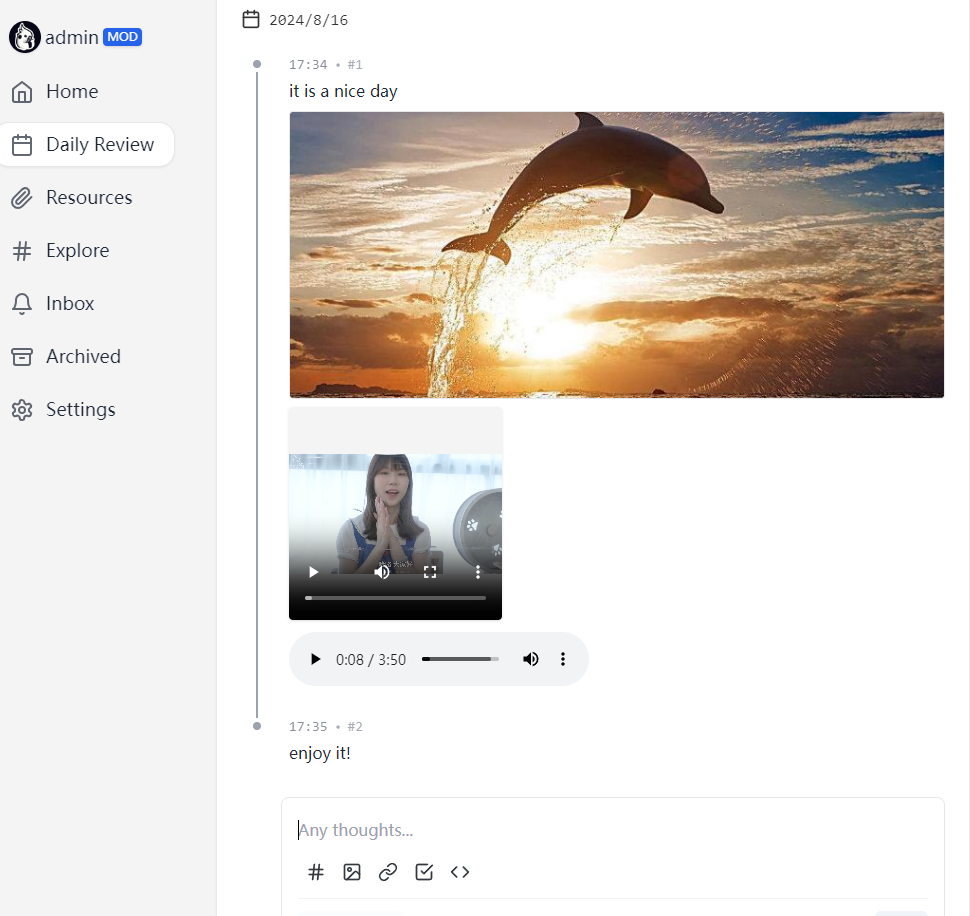 admin MOD
Home
Daily Review
Resources
Explore
Inbox
Archived
Settings
2024/8/16
17:34 • #1
it is a nice day
0:08 / 3:50
17:35 • #2
enjoy it!
Any thoughts...